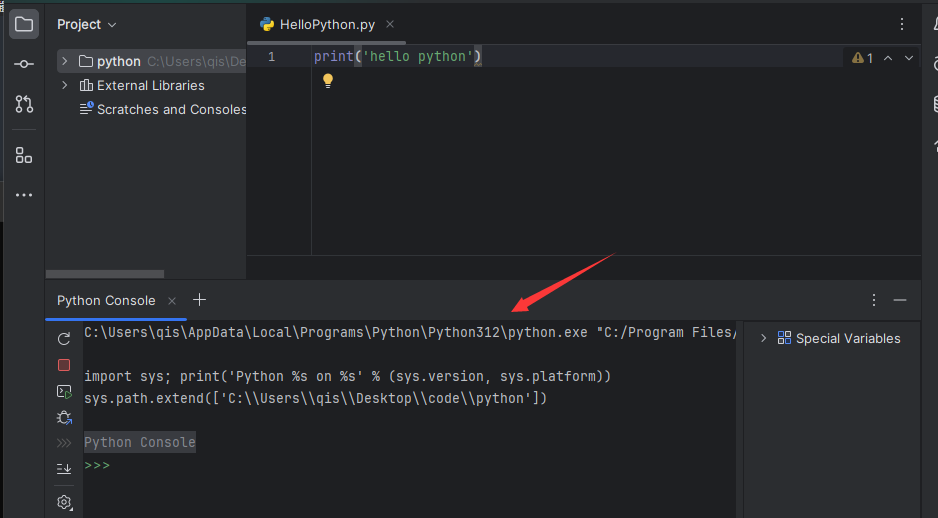 Project
python C:\Users\qis\De
External Libraries
Scratches and Consoles
HelloPython.py
1
print('hello python')
1
Python Console
C:\Users\qis\AppData\Local\Programs\Python\Python312\python.exe "C:/Program Files/
import sys; print('Python %s on %s' % (sys.version, sys.platform))
sys.path.extend(['C:\\Users\\qis\\Desktop\\code\\python'])
Python Console
>>>
Special Variables